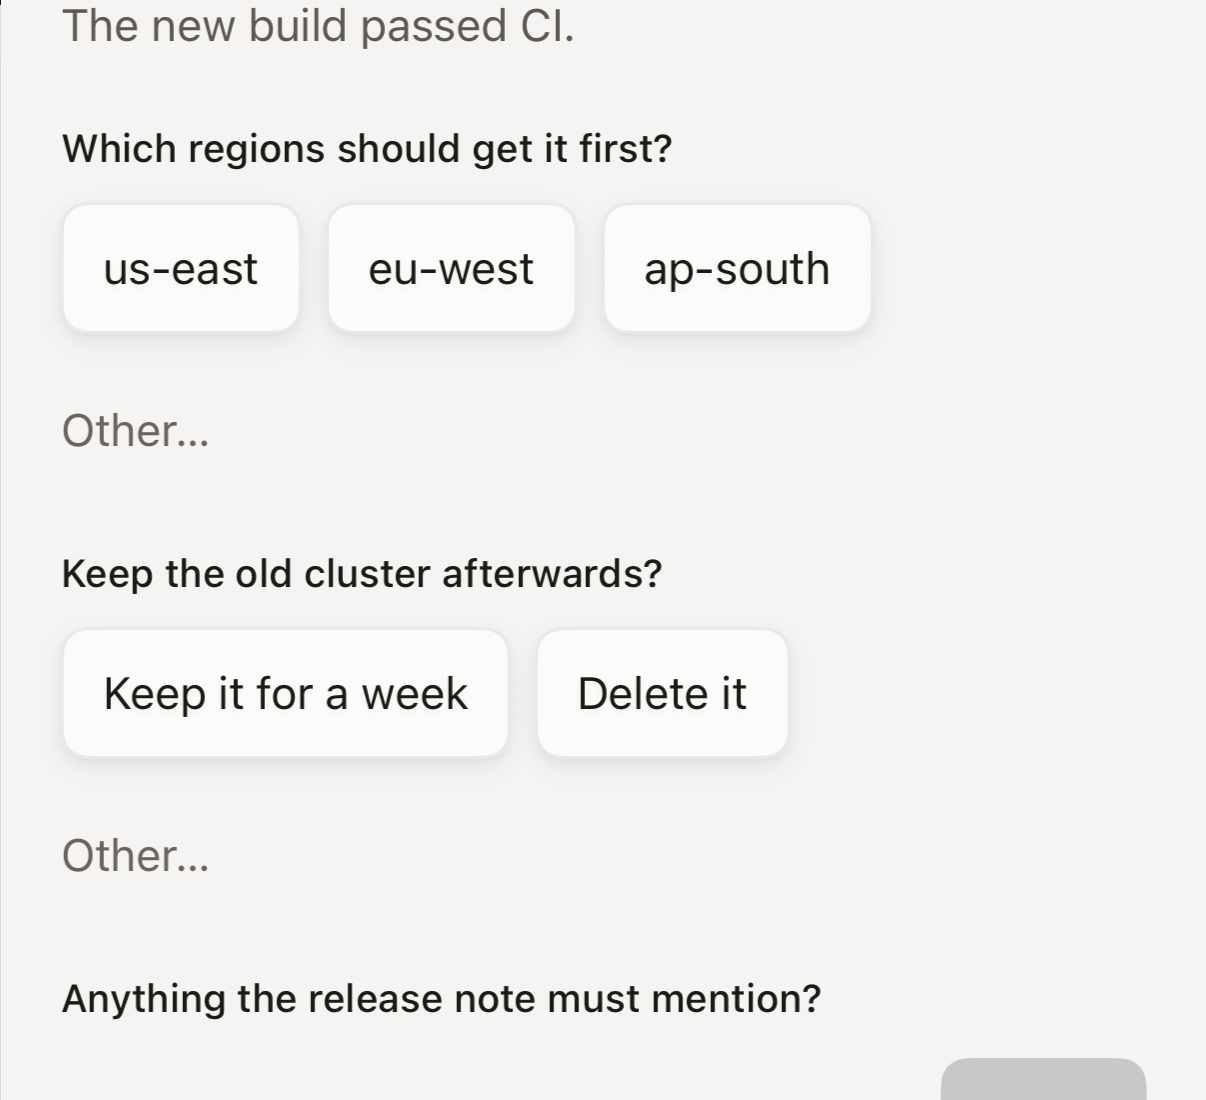 The new build passed CI.
Which regions should get it first?
us-east eu-west ap-south
Other...
Keep the old cluster afterwards?
Keep it for a week Delete it
Other...
Anything the release note must mention?